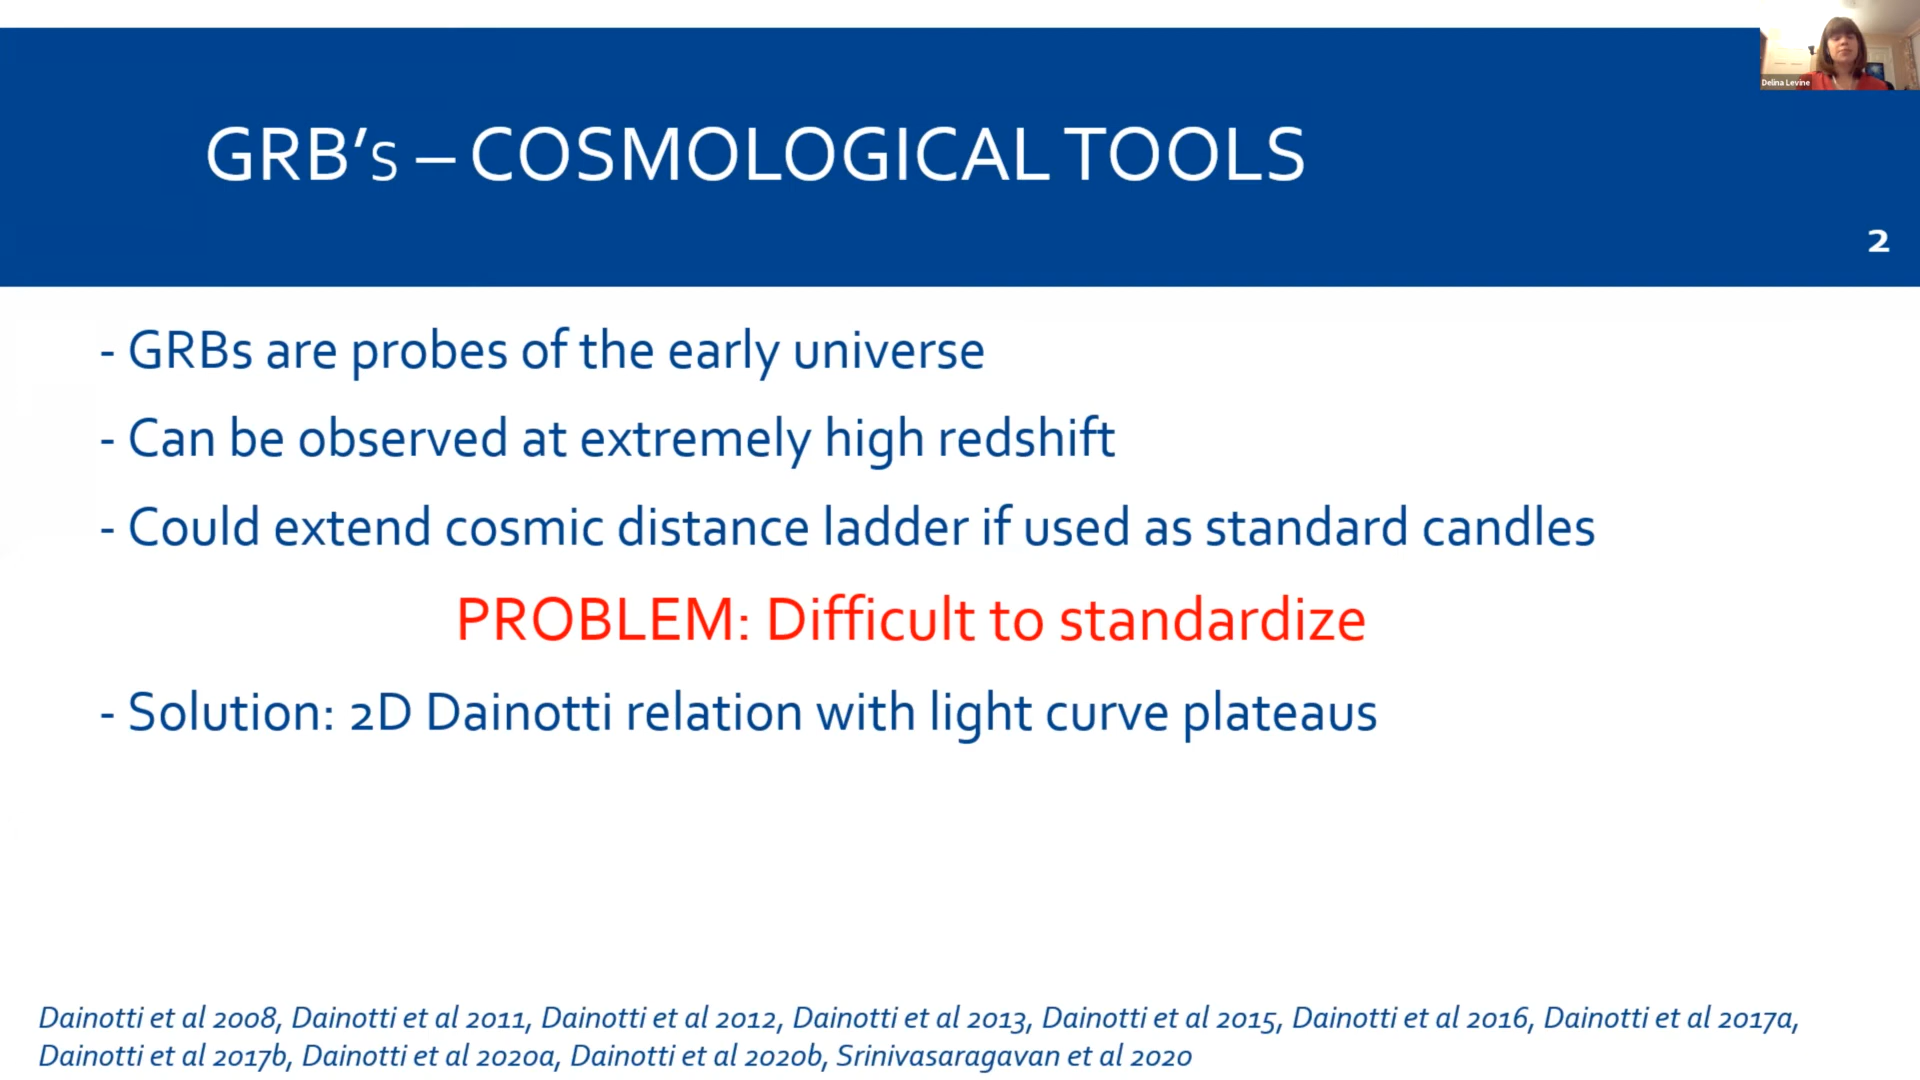 Delina Levine
GRB's – COSMOLOGICAL TOOLS
2
- GRBs are probes of the early universe
- Can be observed at extremely high redshift
- Could extend cosmic distance ladder if used as standard candles
PROBLEM: Difficult to standardize
- Solution: 2D Dainotti relation with light curve plateaus
Dainotti et al 2008, Dainotti et al 2011, Dainotti et al 2012, Dainotti et al 2013, Dainotti et al 2015, Dainotti et al 2016, Dainotti et al 2017a,
Dainotti et al 2017b, Dainotti et al 2020a, Dainotti et al 2020b, Srinivasaragavan et al 2020